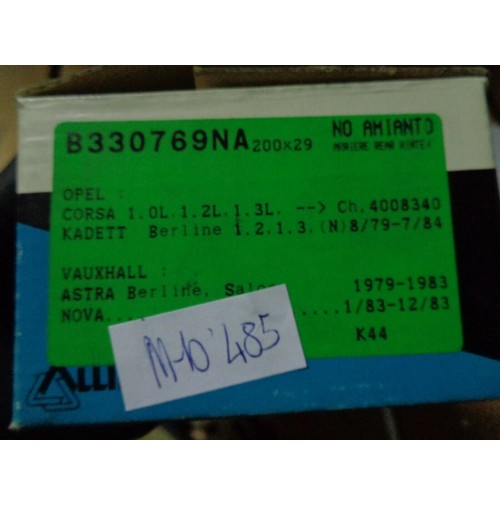 B330769NA 200x29
NO AMIANTO
OPEL :
CORSA 1.0L.1.2L.1.3L. --> Ch.4008340
KADETT Berline 1.2.1.3.(N)8/79-7/84
VAUXHALL :
ASTRA Berline, 1979-1983
NOVA.... ....1/83-12/83
K44
M-10'485